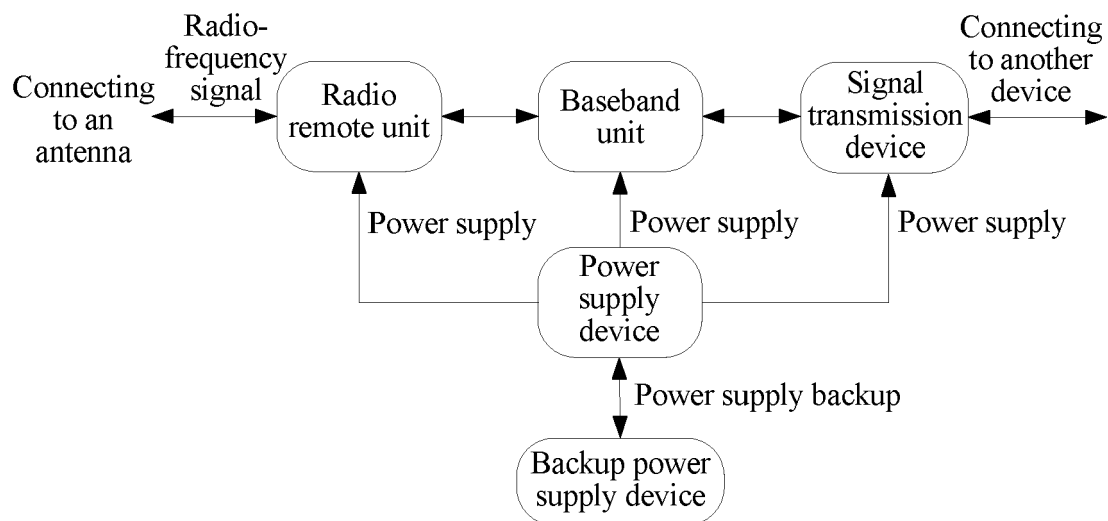 Connecting
to an
antenna
Radio-
frequency
signal
Radio
remote unit
Baseband
unit
Signal
transmission
device
Connecting
to another
device
Power supply
Power supply
Power supply
Power
supply
device
Power supply backup
Backup power
supply device